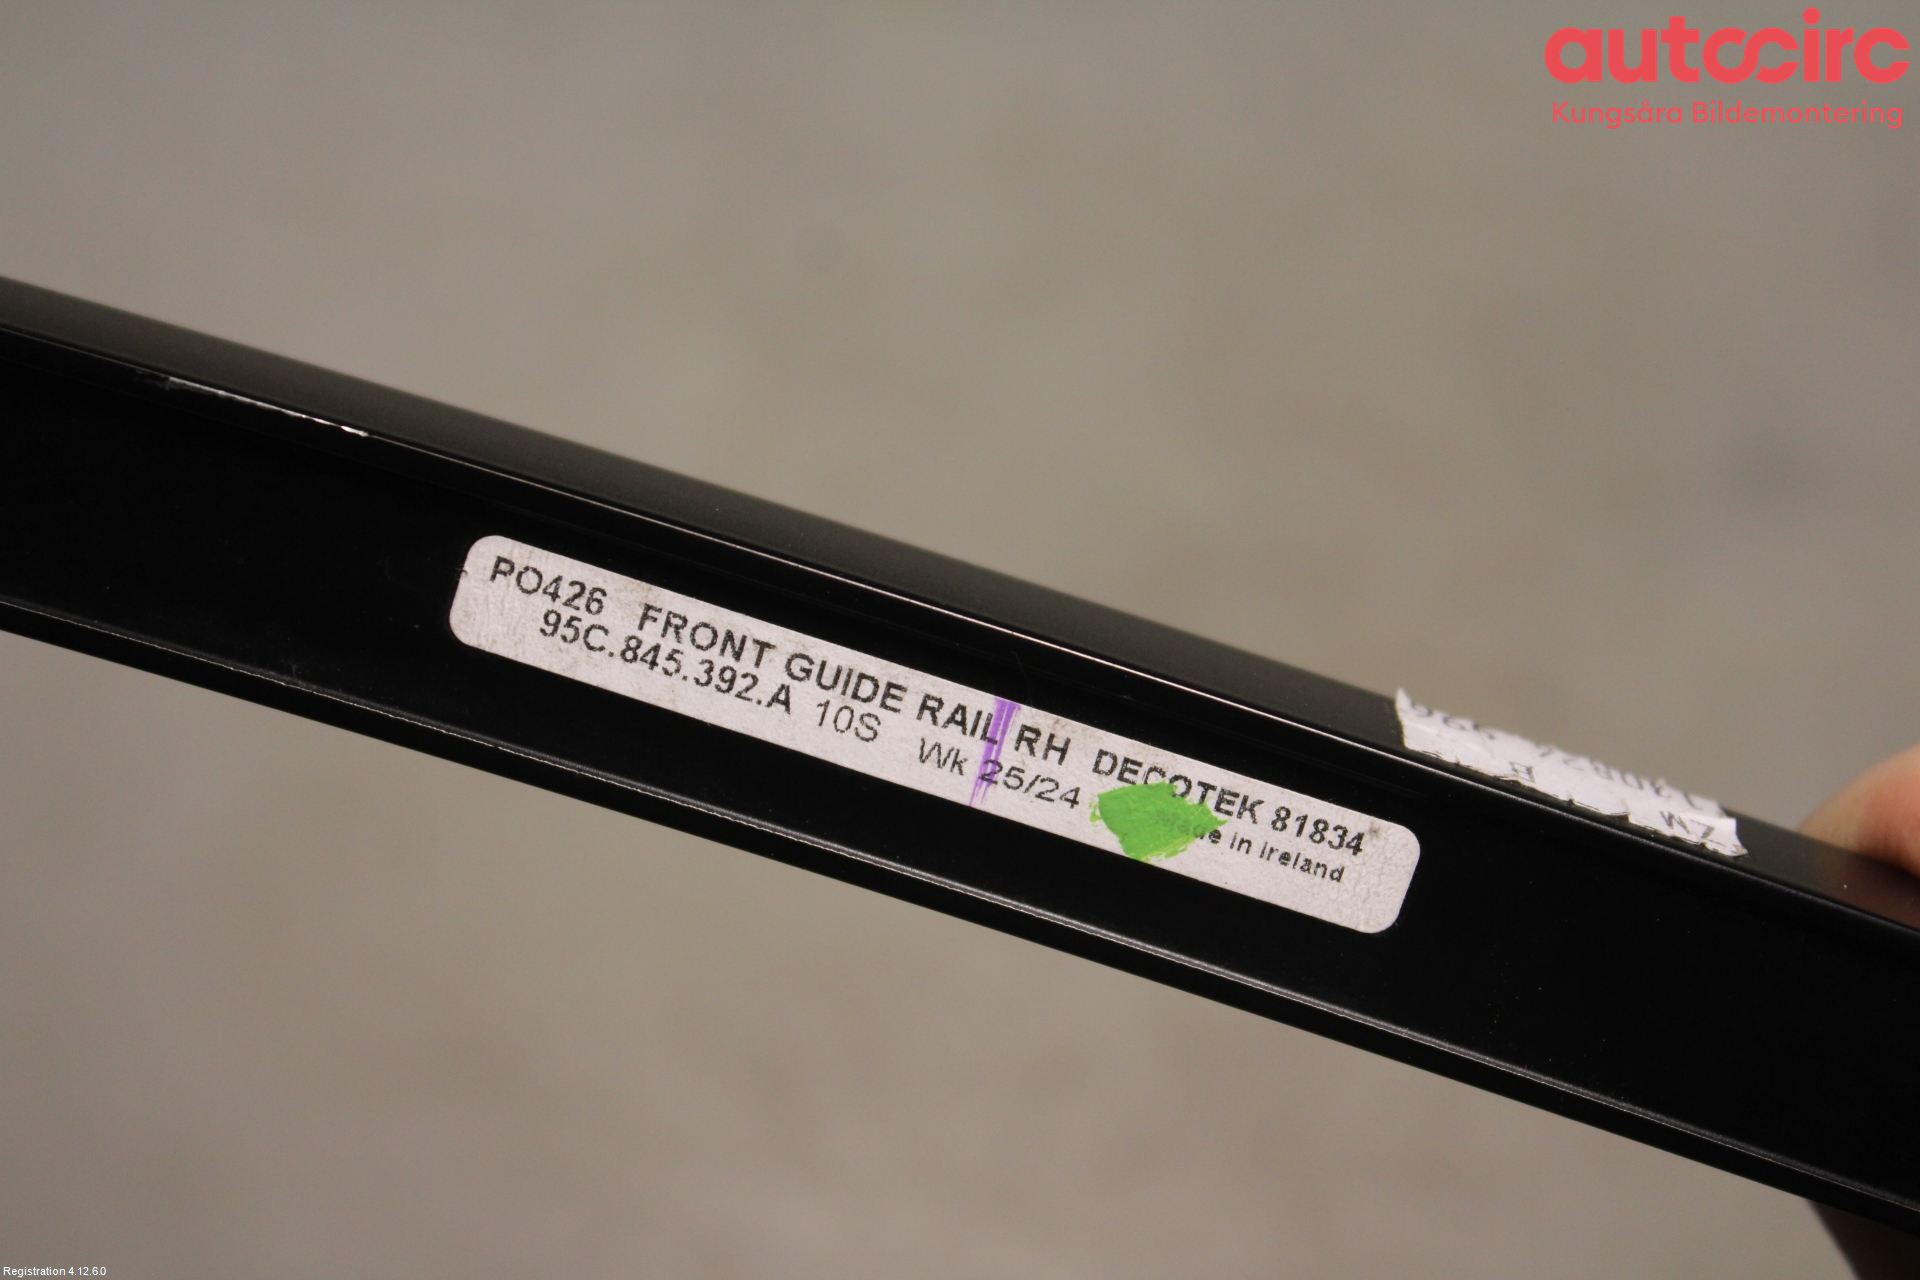 autocirc
Kungsåra Bildemontering
PO426 FRONT GUIDE RAIL RH DECOTEK 81834
95C.845.392.A 10S Wk 25/24 Made in Ireland
Registration 4.12.6.0